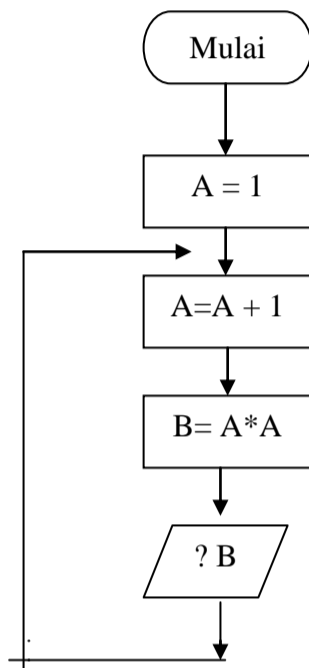 Mulai
A = 1
A=A + 1
B= A*A
? B